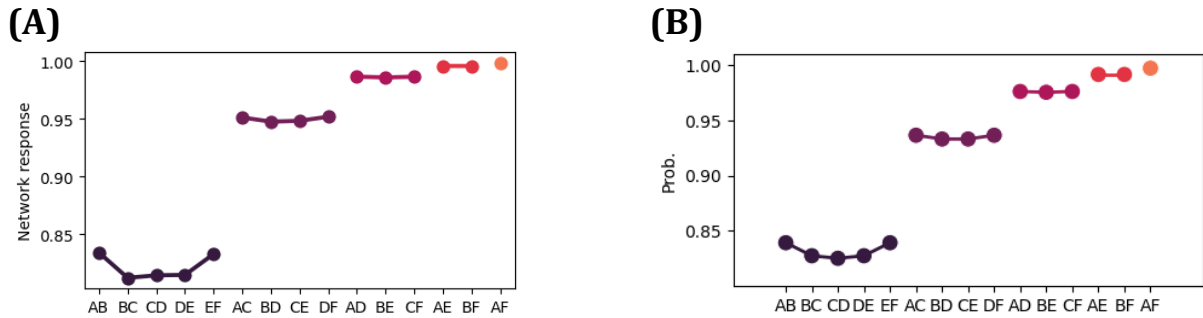 (A)
Network response
1.00
0.95
0.90
0.85
AB BC CD DE EF AC BD CE DF AD BE CF AE BF AF
(B)
Prob.
1.00
0.95
0.90
0.85
AB BC CD DE EF AC BD CE DF AD BE CF AE BF AF